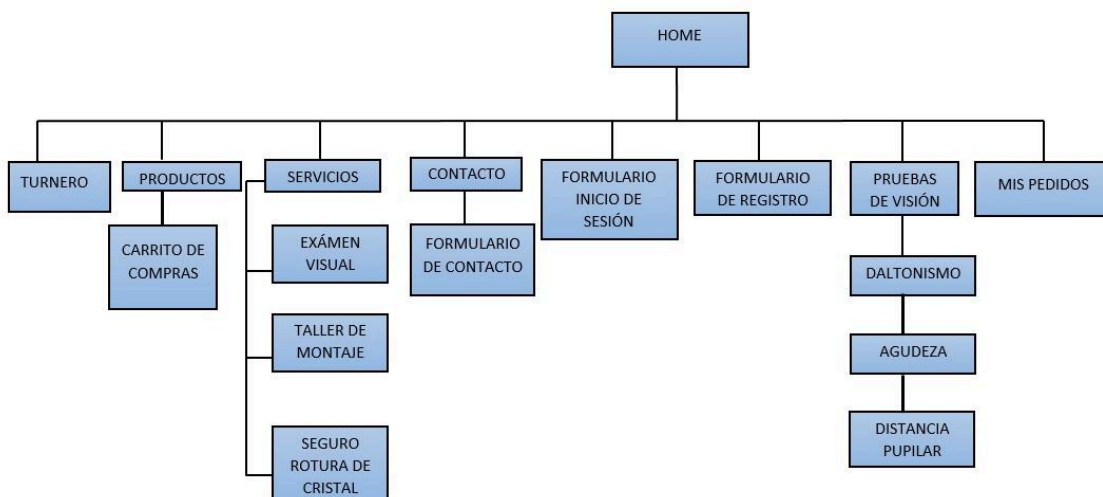 HOME
TURNERO
PRODUCTOS
SERVICIOS
CONTACTO
FORMULARIO
INICIO DE
SESIÓN
FORMULARIO
DE REGISTRO
PRUEBAS
DE VISIÓN
MIS PEDIDOS
CARRITO DE
COMPRAS
EXÁMEN
VISUAL
FORMULARIO
DE CONTACTO
DALTONISMO
TALLER DE
MONTAJE
AGUDEZA
SEGURO
ROTURA DE
CRISTAL
DISTANCIA
PUPILAR